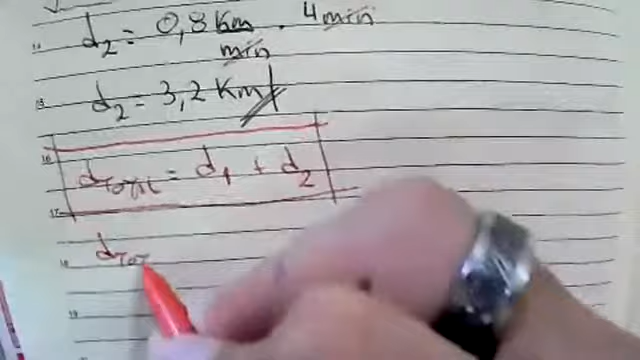 d₂ = 0,8 Km/min · 4 min
d₂ = 3,2 Km
dTOTAL = d₁ + d₂
dTOT